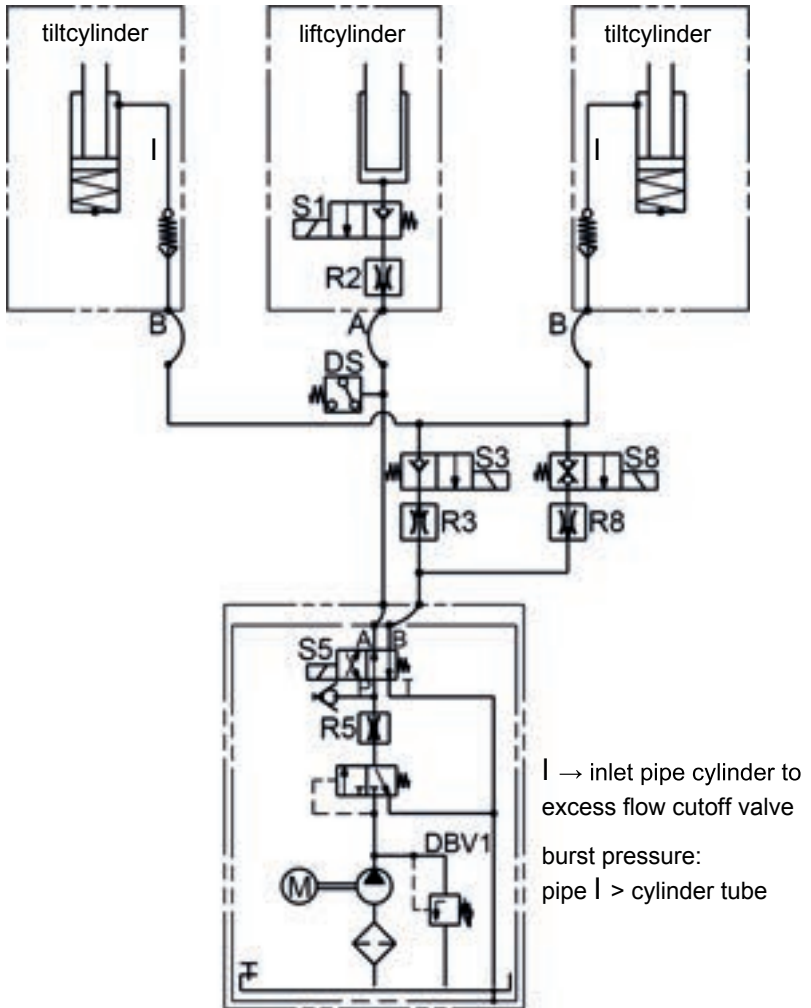 tiltcylinder liftcylinder tiltcylinder
I I
S1
R2
B A B
DS
S3 S8
R3 R8
A B
S5
P T
R5
DBV1
M
I → inlet pipe cylinder to
excess flow cutoff valve
burst pressure:
pipe I > cylinder tube